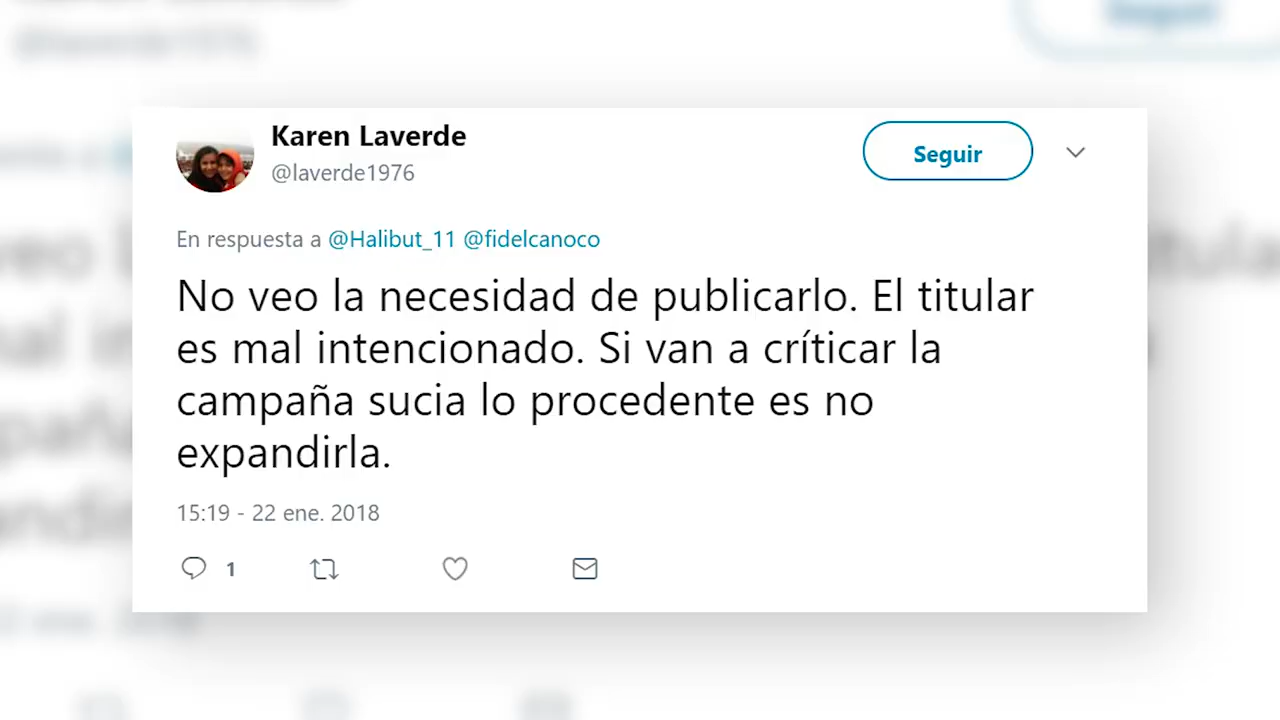 Karen Laverde
@laverde1976
Seguir
En respuesta a @Halibut_11 @fidelcanoco
No veo la necesidad de publicarlo. El titular
es mal intencionado. Si van a críticar la
campaña sucia lo procedente es no
expandirla.
15:19 - 22 ene. 2018
1